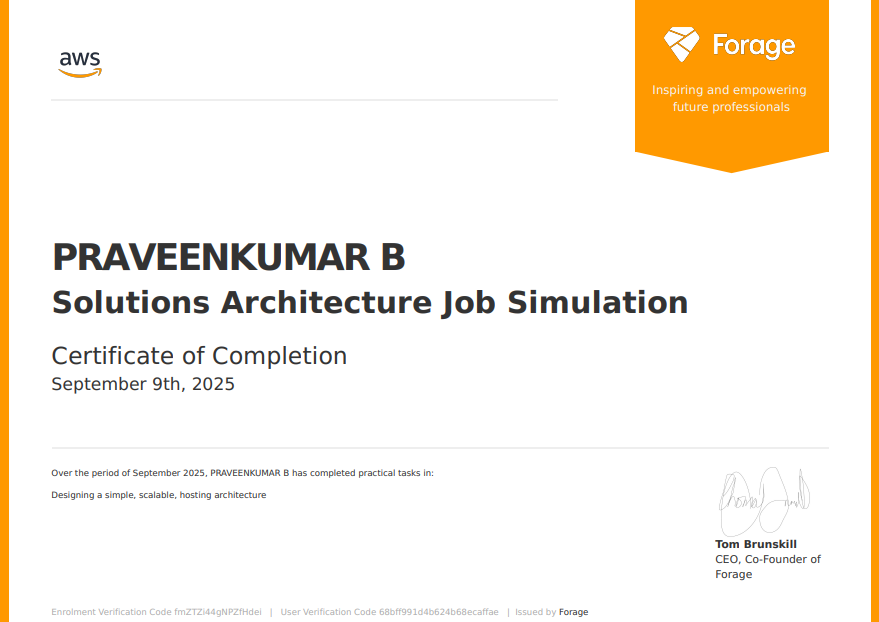 aws
Forage
Inspiring and empowering
future professionals
PRAVEENKUMAR B
Solutions Architecture Job Simulation
Certificate of Completion
September 9th, 2025
Over the period of September 2025, PRAVEENKUMAR B has completed practical tasks in:
Designing a simple, scalable, hosting architecture
Tom Brunskill
CEO, Co-Founder of
Forage
Enrolment Verification Code fmZTZi44gNPZfHdei | User Verification Code 68bff991d4b624b68ecaffae | Issued by Forage